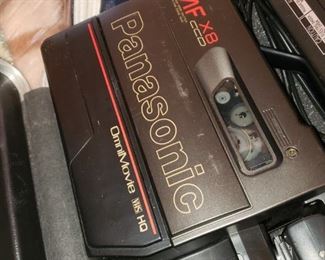 AF X8
CCD
Panasonic
OmniMovie VHS HQ